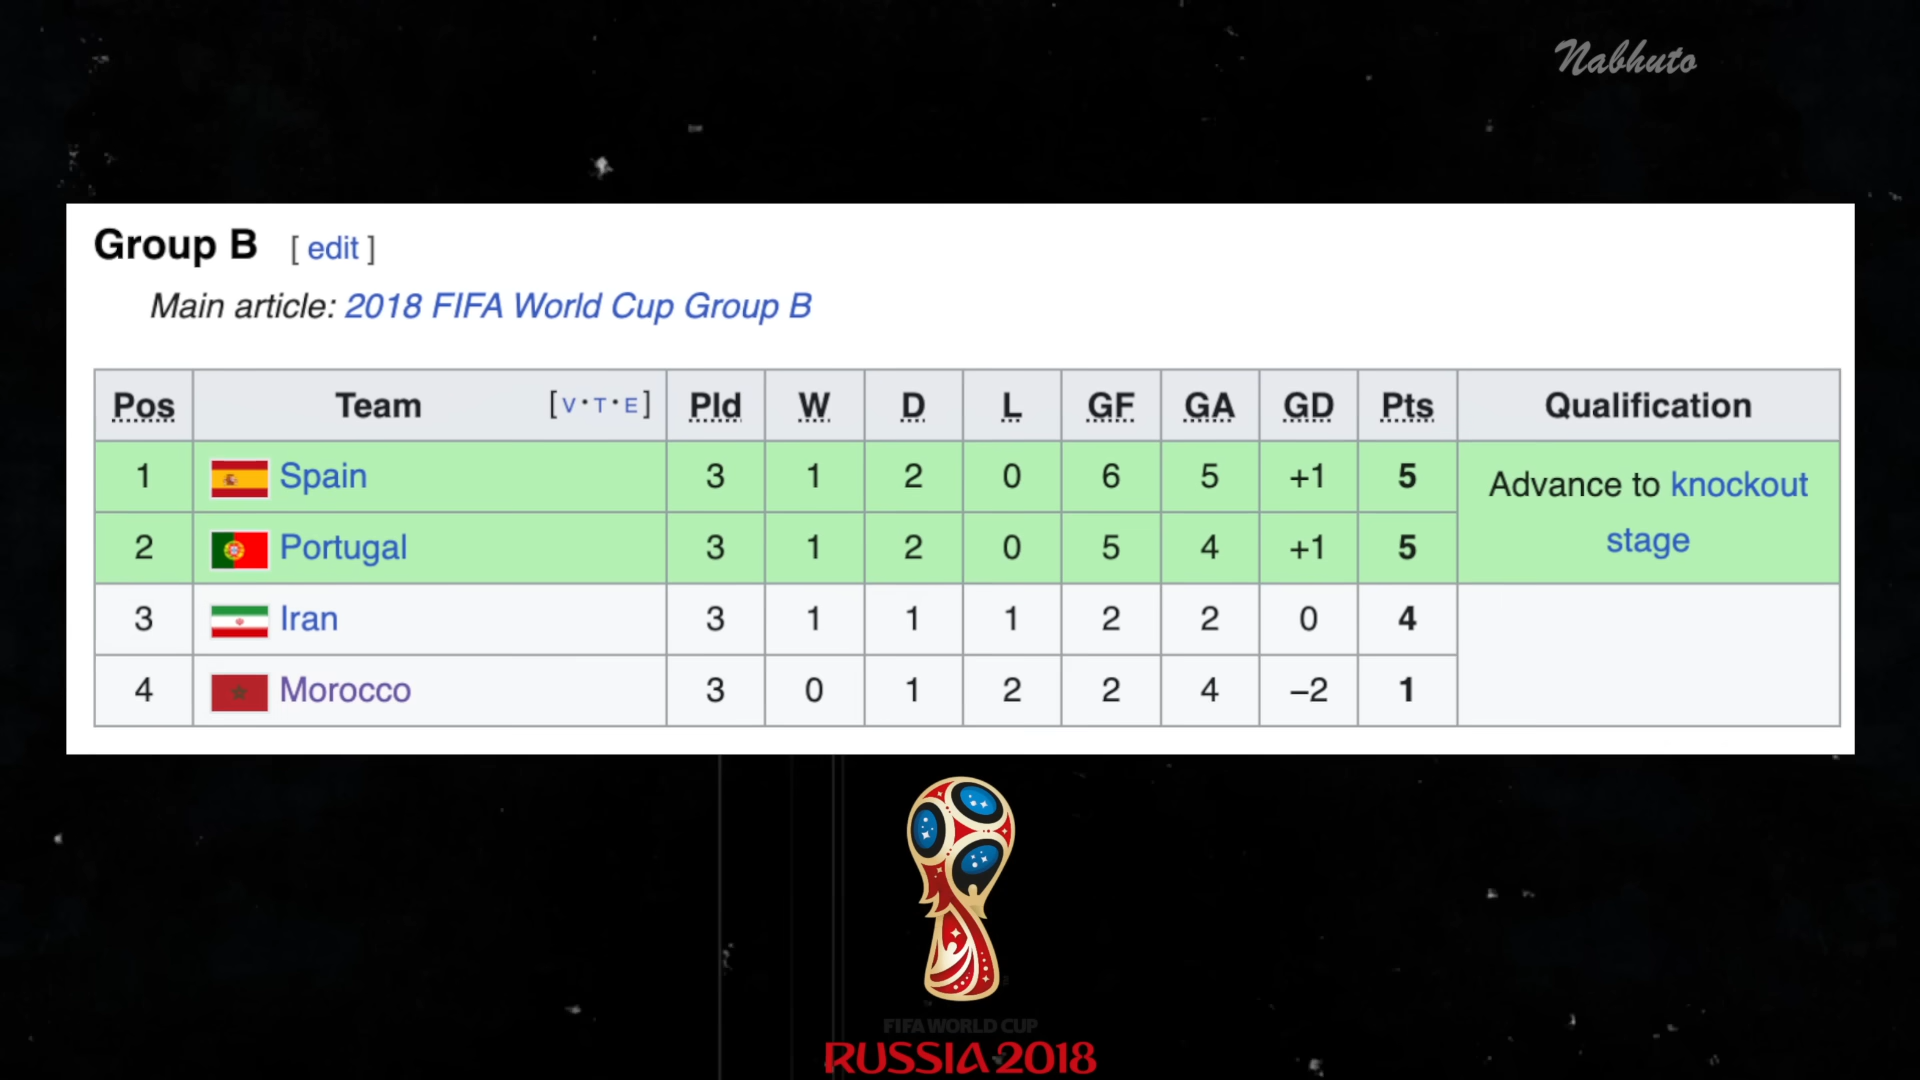 Nabhuto
Group B [ edit ]
Main article: 2018 FIFA World Cup Group B
Pos Team [V·T·E] Pld W D L GF GA GD Pts Qualification
1 Spain 3 1 2 0 6 5 +1 5 Advance to knockout stage
2 Portugal 3 1 2 0 5 4 +1 5
3 Iran 3 1 1 1 2 2 0 4
4 Morocco 3 0 1 2 2 4 −2 1
FIFA WORLD CUP
RUSSIA 2018